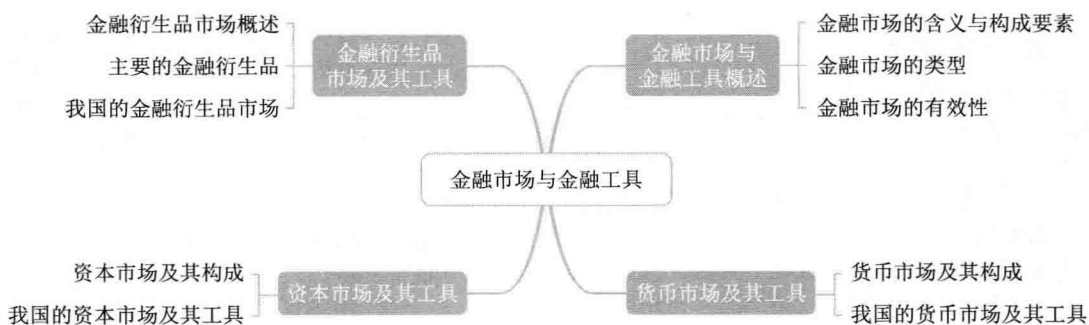 金融衍生品市场概述
主要的金融衍生品
我国的金融衍生品市场
金融衍生品
市场及其工具
金融市场与
金融工具概述
金融市场的含义与构成要素
金融市场的类型
金融市场的有效性
金融市场与金融工具
资本市场及其构成
我国的资本市场及其工具
资本市场及其工具
货币市场及其工具
货币市场及其构成
我国的货币市场及其工具